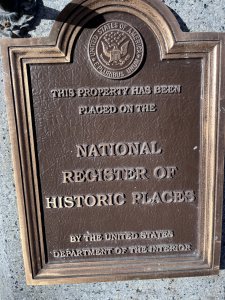 THIS PROPERTY HAS BEEN
PLACED ON THE
NATIONAL
REGISTER OF
HISTORIC PLACES
BY THE UNITED STATES
DEPARTMENT OF THE INTERIOR